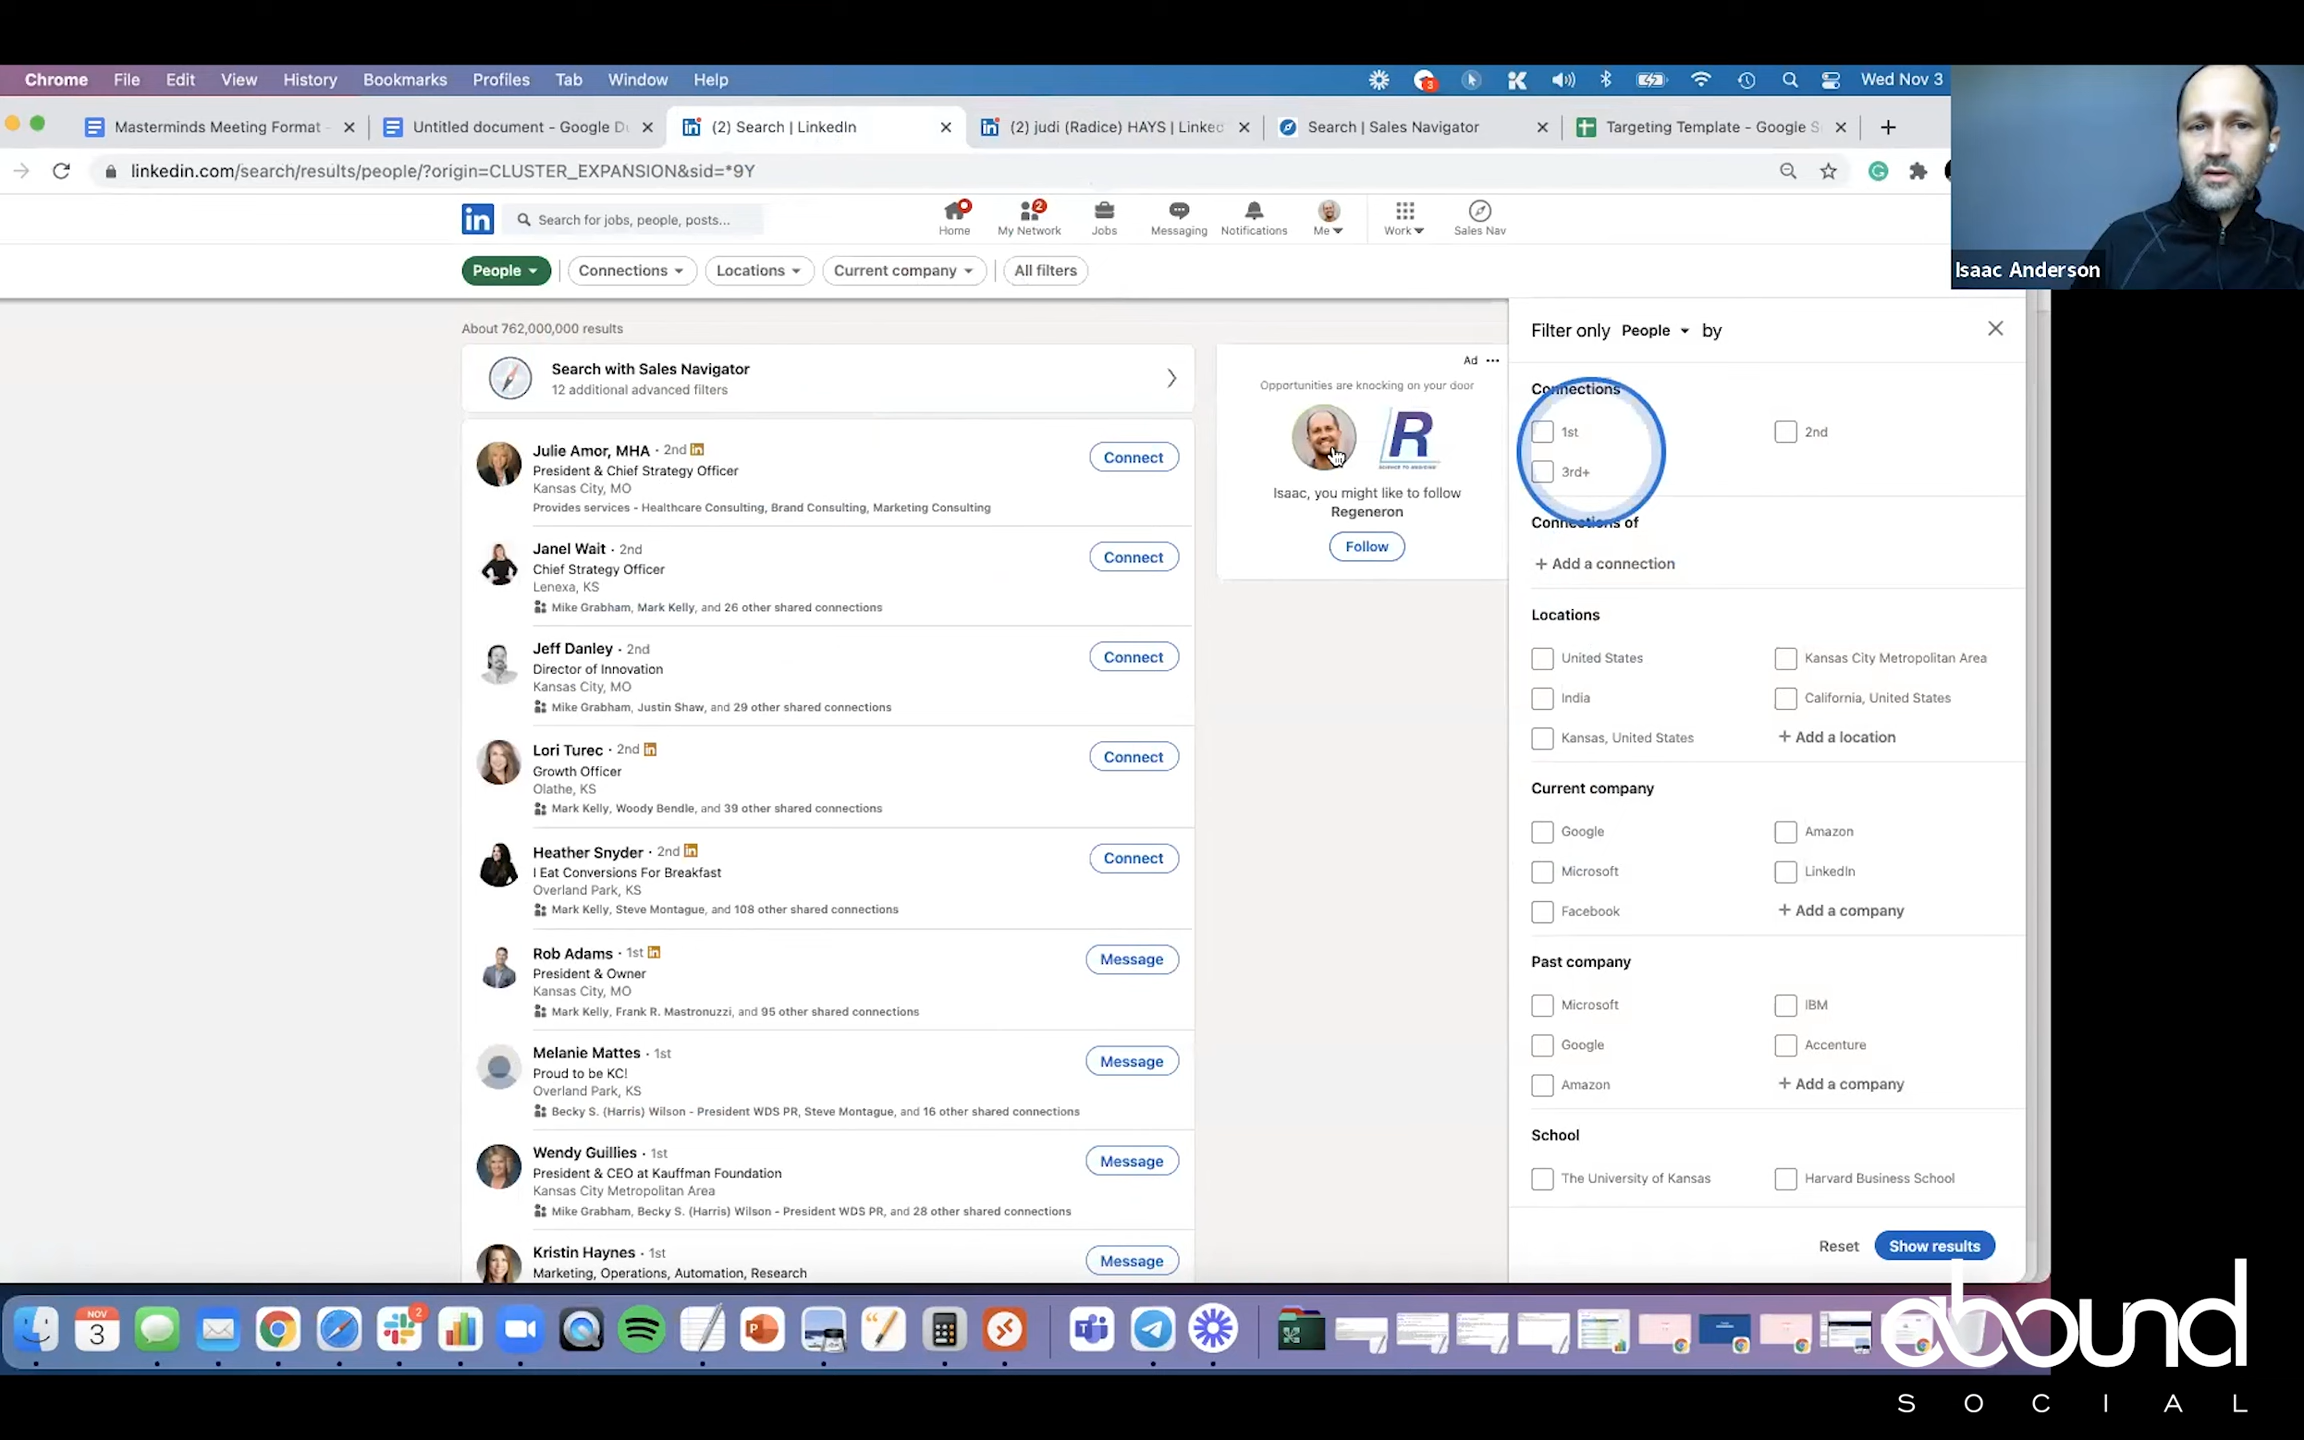 Chrome File Edit View History Bookmarks Profiles Tab Window Help
3
Wed Nov 3
Masterminds Meeting Format -
Untitled document - Google D
(2) Search | LinkedIn
(2) judi (Radice) HAYS | Linked
Search | Sales Navigator
Targeting Template - Google S
linkedin.com/search/results/people/?origin=CLUSTER_EXPANSION&sid=*9Y
in
Search for jobs, people, posts...
Home
2
My Network
Jobs
Messaging
Notifications
Me
Work
Sales Nav
Isaac Anderson
People
Connections
Locations
Current company
All filters
About 762,000,000 results
Search with Sales Navigator
12 additional advanced filters
Julie Amor, MHA · 2nd in
President & Chief Strategy Officer
Kansas City, MO
Provides services - Healthcare Consulting, Brand Consulting, Marketing Consulting
Connect
Janel Wait · 2nd
Chief Strategy Officer
Lenexa, KS
Mike Grabham, Mark Kelly, and 26 other shared connections
Connect
Jeff Danley · 2nd
Director of Innovation
Kansas City, MO
Mike Grabham, Justin Shaw, and 29 other shared connections
Connect
Lori Turec · 2nd in
Growth Officer
Olathe, KS
Mark Kelly, Woody Bendle, and 39 other shared connections
Connect
Heather Snyder · 2nd in
I Eat Conversions For Breakfast
Overland Park, KS
Mark Kelly, Steve Montague, and 108 other shared connections
Connect
Rob Adams · 1st in
President & Owner
Kansas City, MO
Mark Kelly, Frank R. Mastronuzzi, and 95 other shared connections
Message
Melanie Mattes · 1st
Proud to be KC!
Overland Park, KS
Becky S. (Harris) Wilson - President WDS PR, Steve Montague, and 16 other shared connections
Message
Wendy Guillies · 1st
President & CEO at Kauffman Foundation
Kansas City Metropolitan Area
Mike Grabham, Becky S. (Harris) Wilson - President WDS PR, and 28 other shared connections
Message
Kristin Haynes · 1st
Marketing, Operations, Automation, Research
Message
Ad ...
Opportunities are knocking on your door
R
Isaac, you might like to follow
Regeneron
Follow
Filter only People by
Connections
1st
2nd
3rd+
Connections of
+ Add a connection
Locations
United States
Kansas City Metropolitan Area
India
California, United States
Kansas, United States
+ Add a location
Current company
Google
Amazon
Microsoft
LinkedIn
Facebook
+ Add a company
Past company
Microsoft
IBM
Google
Accenture
Amazon
+ Add a company
School
The University of Kansas
Harvard Business School
Reset
Show results
NOV
3
2
abound
SOCIAL